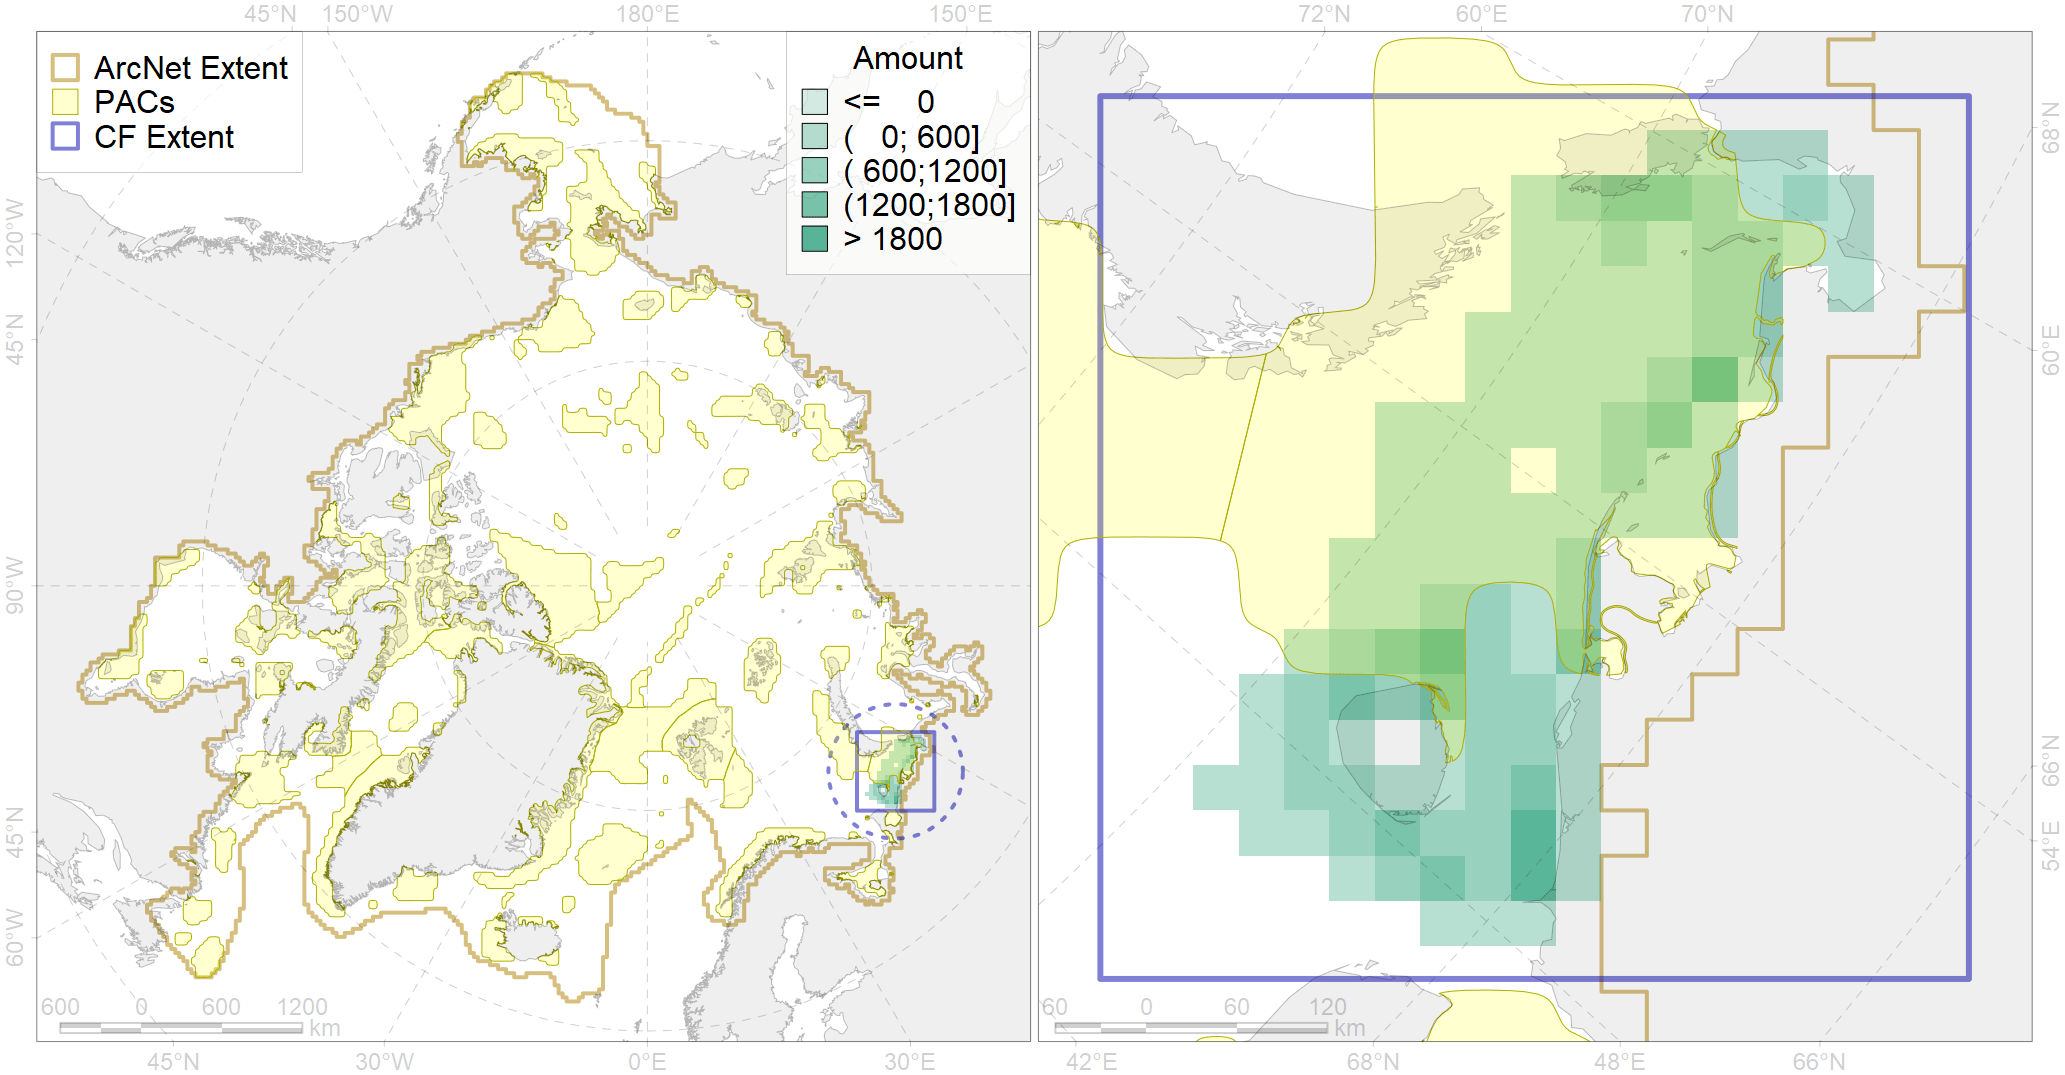 45°N 150°W 180°E 150°E 72°N 60°E 70°N
ArcNet Extent
PACs
CF Extent
Amount
<= 0
( 0; 600]
( 600;1200]
(1200;1800]
> 1800
120°W
45°N
90°W
45°N
60°W
68°N
60°E
66°N
54°E
600 0 600 1200
km
60 0 60 120
km
45°N 30°W 0°E 30°E 42°E 68°N 48°E 66°N